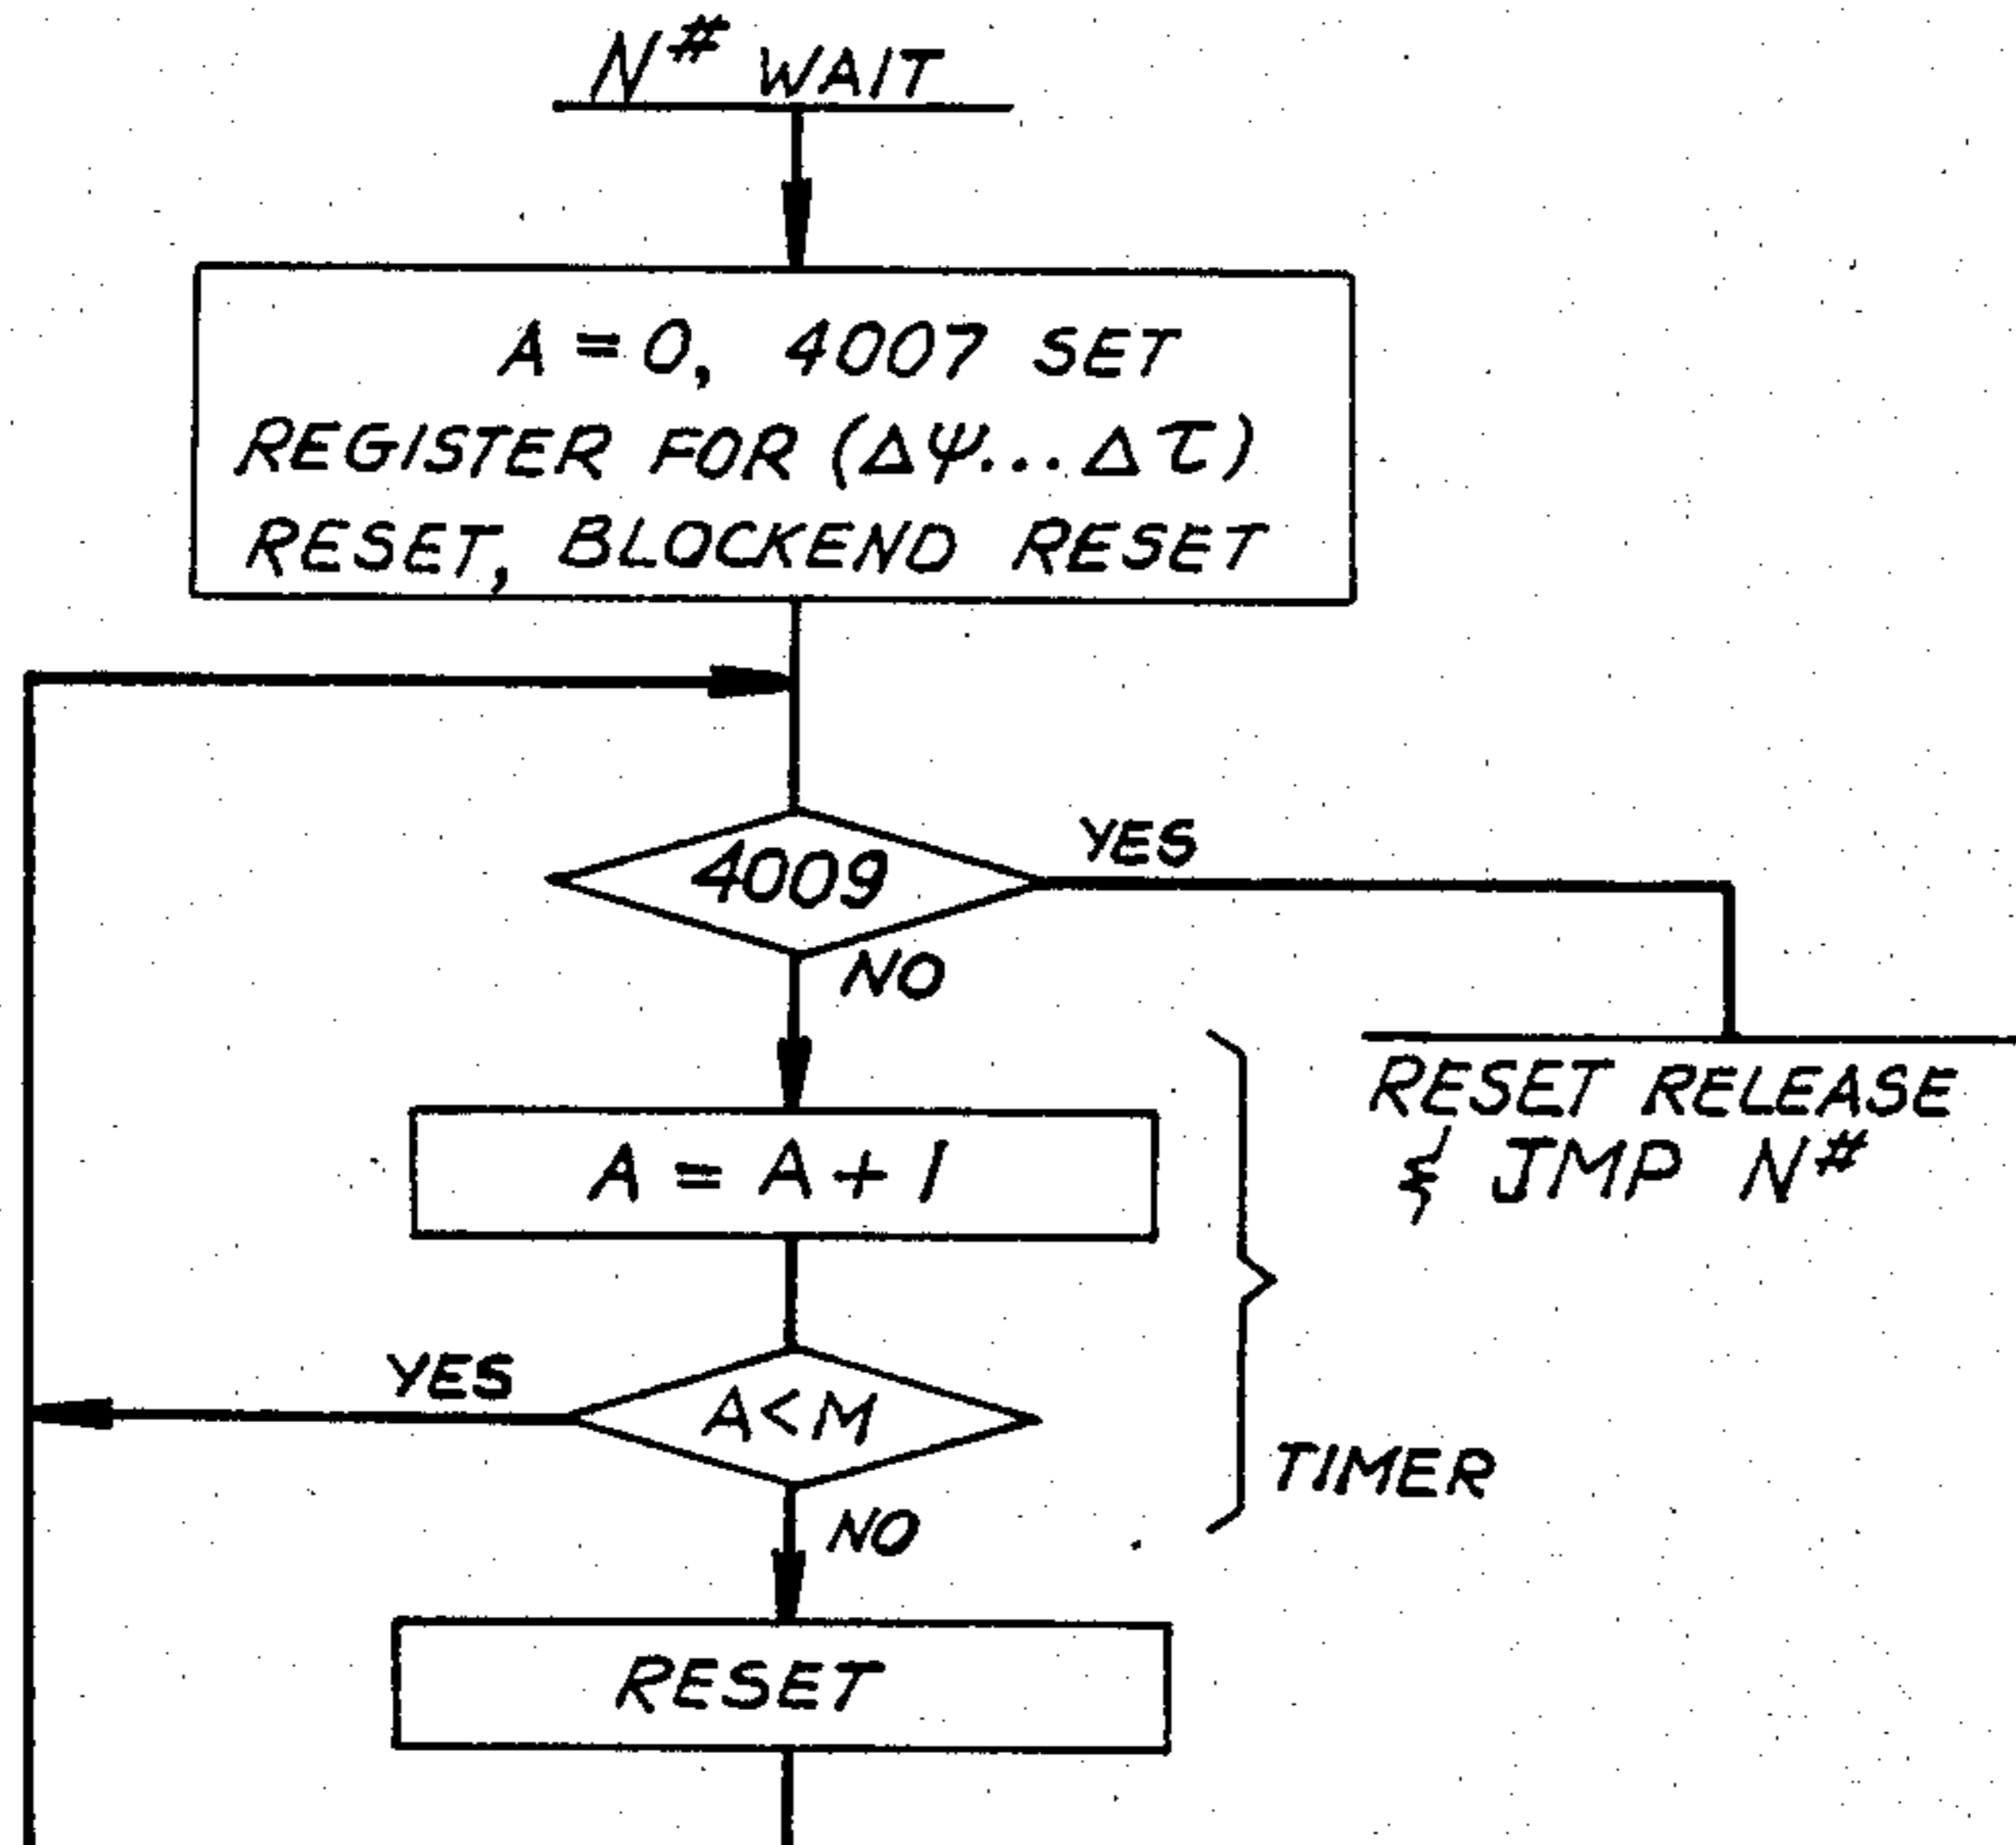 N# WAIT
A = 0, 4007 SET
REGISTER FOR (Δψ...Δτ)
RESET, BLOCKEND RESET
4009
YES
NO
RESET RELEASE
& JMP N#
A = A + 1
YES
A < M
TIMER
NO
RESET